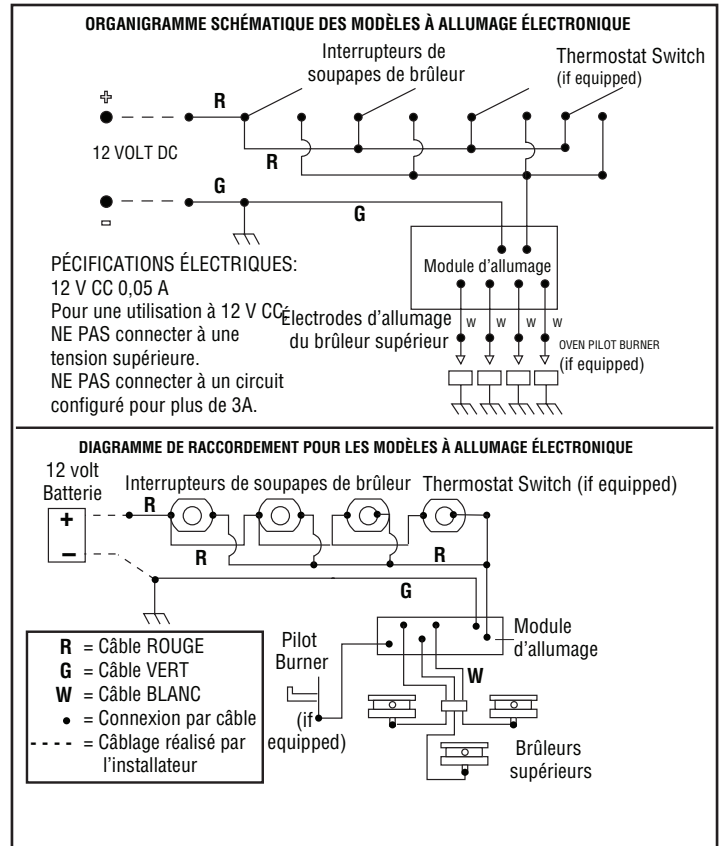 ORGANIGRAMME SCHÉMATIQUE DES MODÈLES À ALLUMAGE ÉLECTRONIQUE
Interrupteurs de
soupapes de brûleur
Thermostat Switch
(if equipped)
+
R
12 VOLT DC
R
G
G
-
Module d'allumage
PÉCIFICATIONS ÉLECTRIQUES:
12 V CC 0,05 A
Pour une utilisation à 12 V CC,
NE PAS connecter à une
tension supérieure.
NE PAS connecter à un circuit
configuré pour plus de 3A.
Électrodes d'allumage
du brûleur supérieur
W
W
W
W
OVEN PILOT BURNER
(if equipped)
DIAGRAMME DE RACCORDEMENT POUR LES MODÈLES À ALLUMAGE ÉLECTRONIQUE
12 volt
Batterie
Interrupteurs de soupapes de brûleur
Thermostat Switch (if equipped)
R
+
-
R
R
G
Module
d'allumage
Pilot
Burner
(if
equipped)
W
Brûleurs
supérieurs
R = Câble ROUGE
G = Câble VERT
W = Câble BLANC
• = Connexion par câble
- - - - = Câblage réalisé par
l'installateur